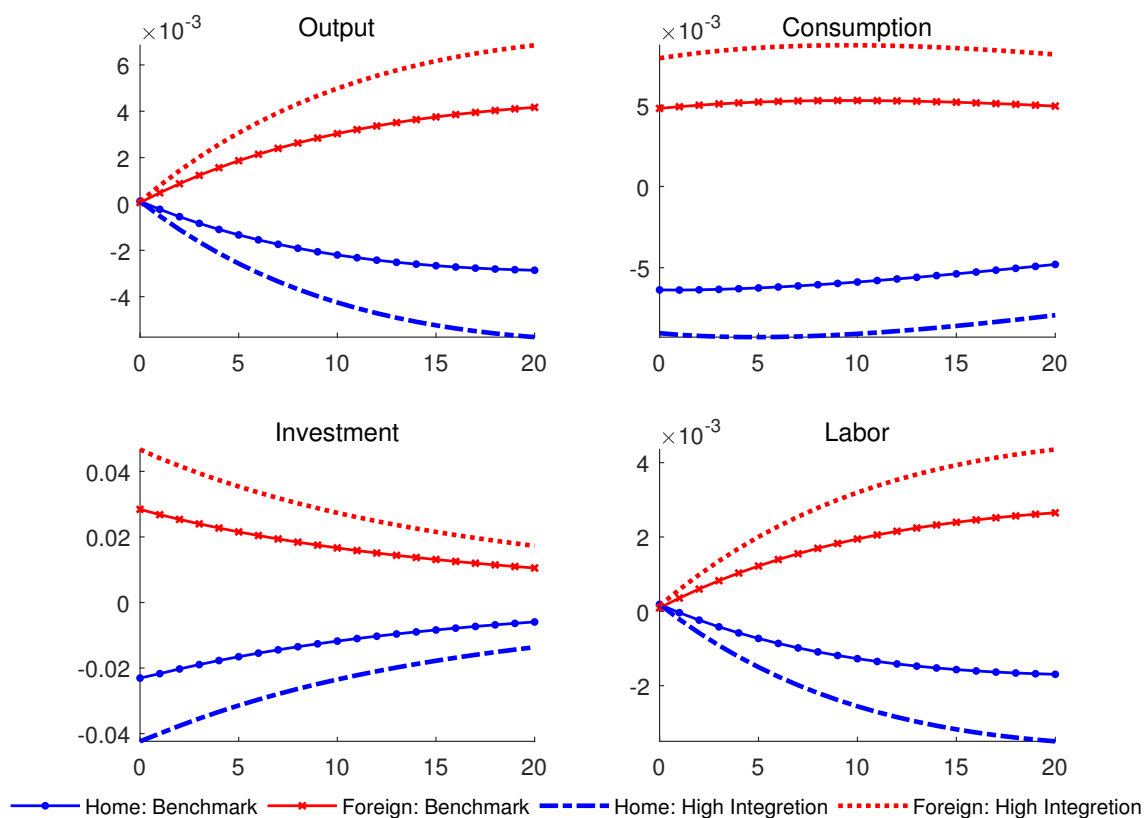 ×10⁻³ Output
6
4
2
0
-2
-4
0 5 10 15 20
×10⁻³ Consumption
5
0
-5
0 5 10 15 20
Investment
0.04
0.02
0
-0.02
-0.04
0 5 10 15 20
×10⁻³ Labor
4
2
0
-2
0 5 10 15 20
Home: Benchmark Foreign: Benchmark Home: High Integretion Foreign: High Integretion